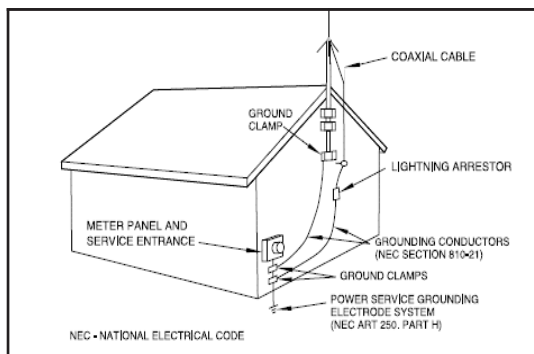 COAXIAL CABLE
GROUND
CLAMP
LIGHTNING ARRESTOR
METER PANEL AND
SERVICE ENTRANCE
GROUNDING CONDUCTORS
(NEC SECTION 810-21)
GROUND CLAMPS
POWER SERVICE GROUNDING
ELECTRODE SYSTEM
(NEC ART 250. PART H)
NEC - NATIONAL ELECTRICAL CODE